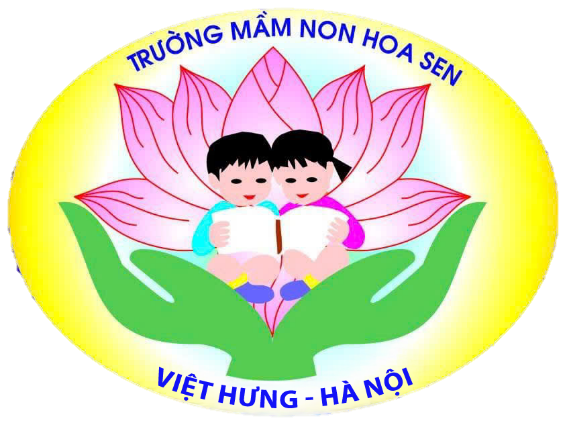 TRƯỜNG MẦM NON HOA SEN
VIỆT HƯNG - HÀ NỘI